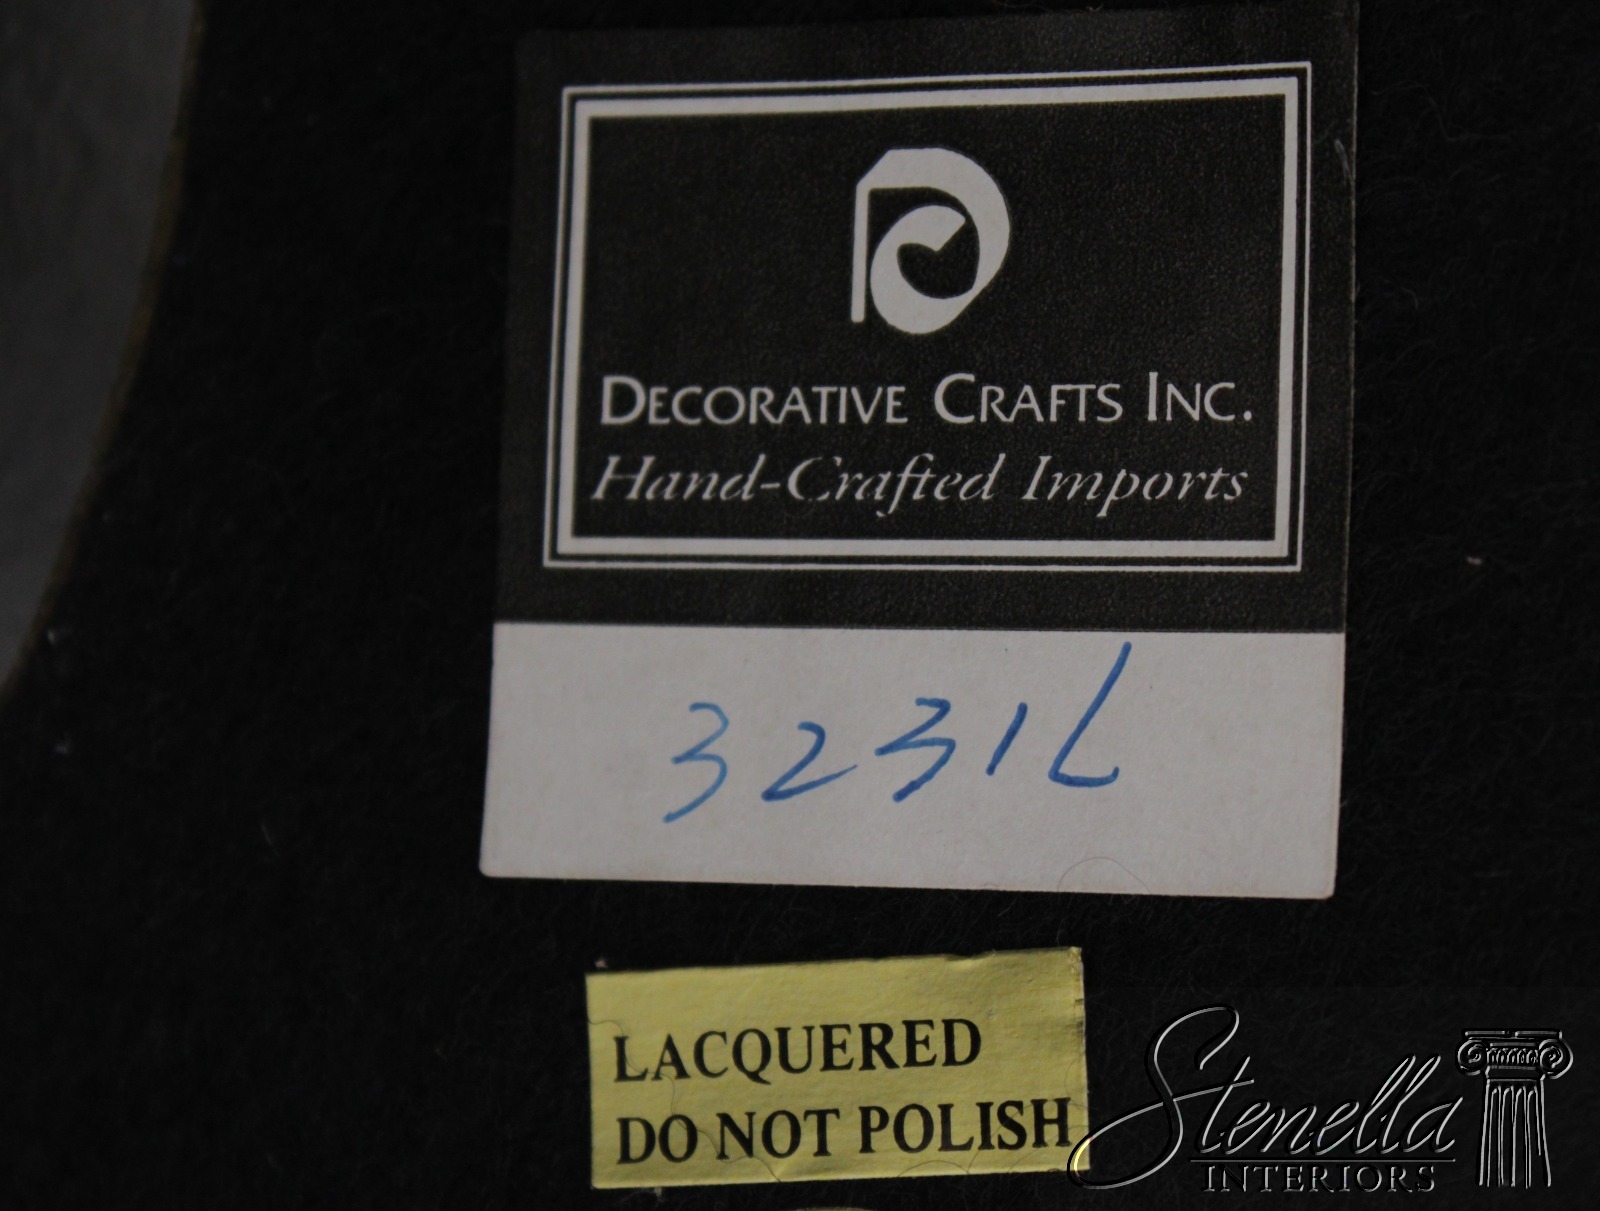 DECORATIVE CRAFTS INC.
Hand-Crafted Imports
3231L
LACQUERED
DO NOT POLISH
Stenella
INTERIORS